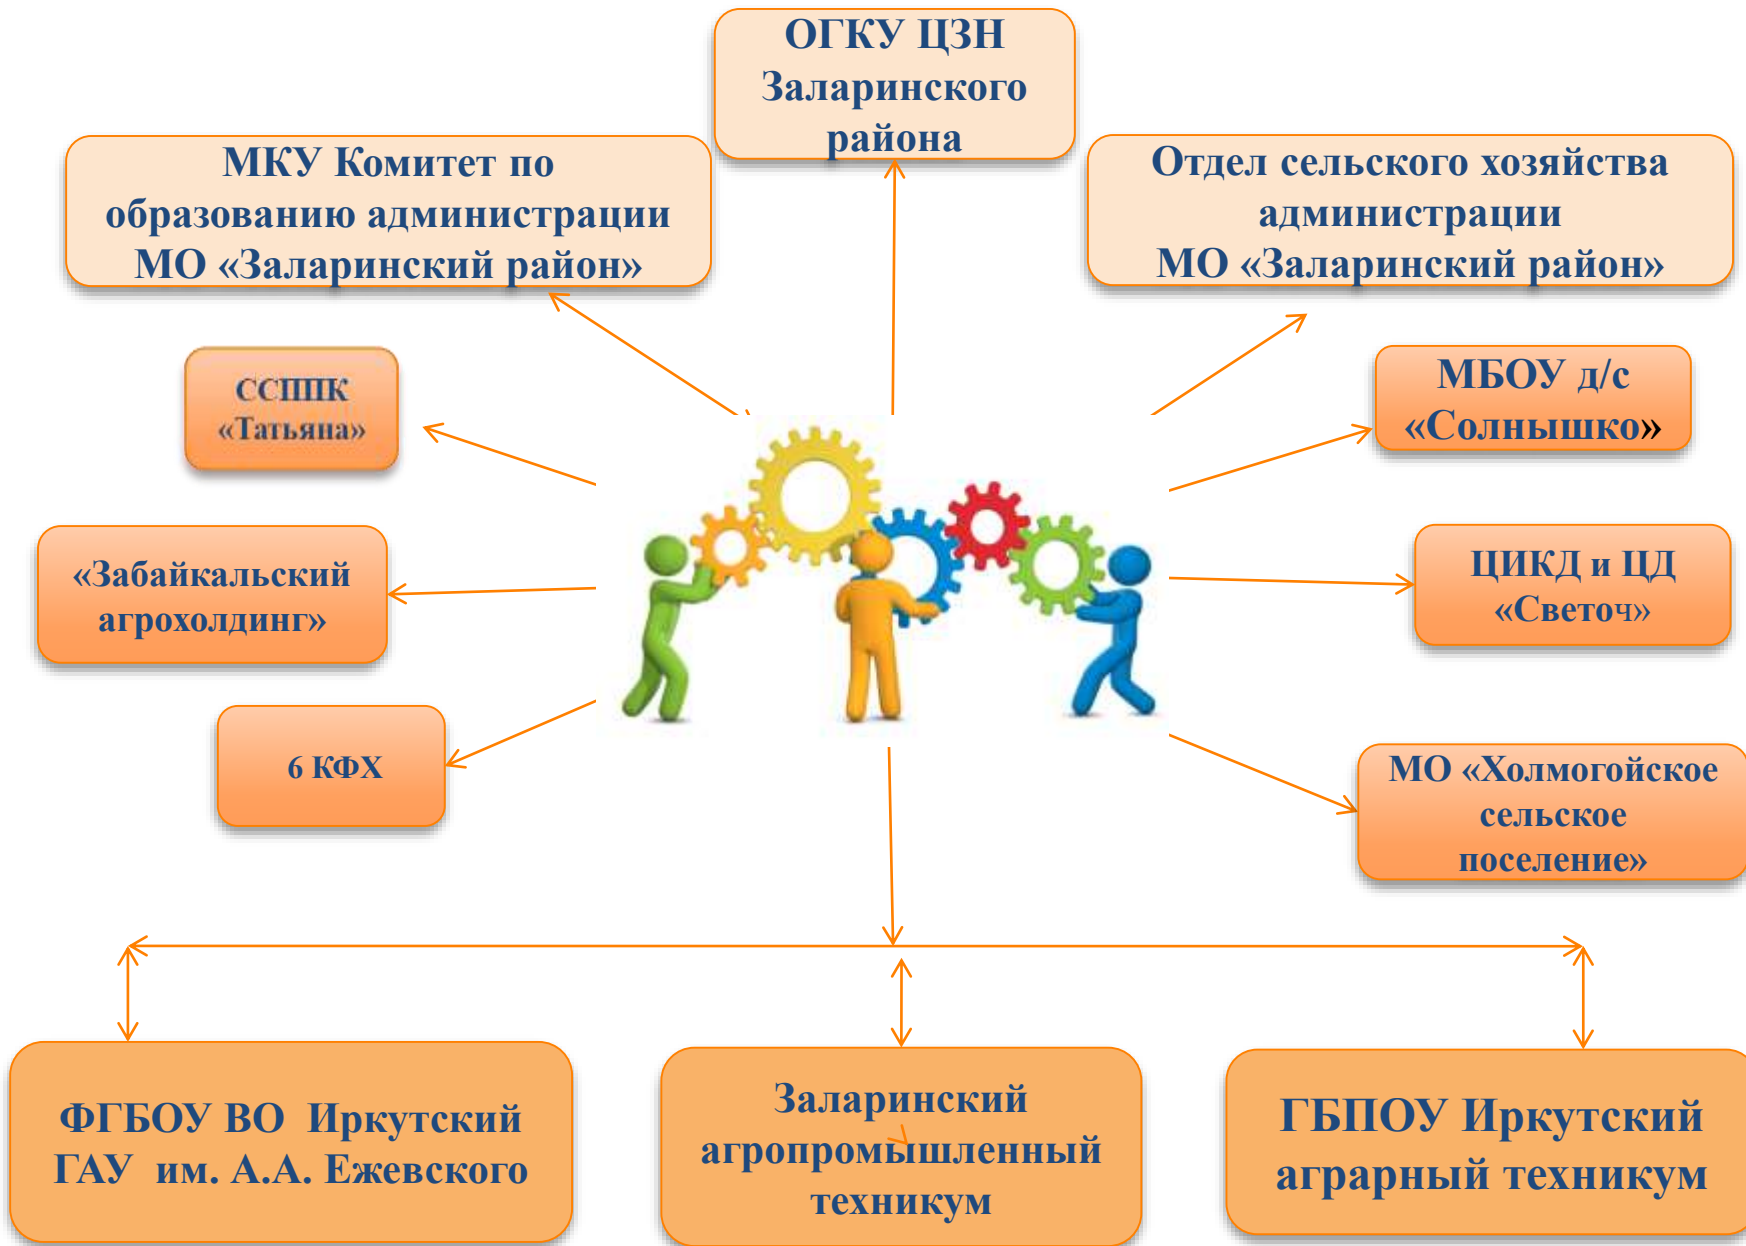 ОГКУ ЦЗН
Заларинского
района
МКУ Комитет по
образованию администрации
МО «Заларинский район»
Отдел сельского хозяйства
администрации
МО «Заларинский район»
ССППК
«Татьяна»
МБОУ д/с
«Солнышко»
«Забайкальский
агрохолдинг»
ЦИКД и ЦД
«Светоч»
6 КФХ
МО «Холмогойское
сельское
поселение»
ФГБОУ ВО Иркутский
ГАУ им. А.А. Ежевского
Заларинский
агропромышленный
техникум
ГБПОУ Иркутский
аграрный техникум